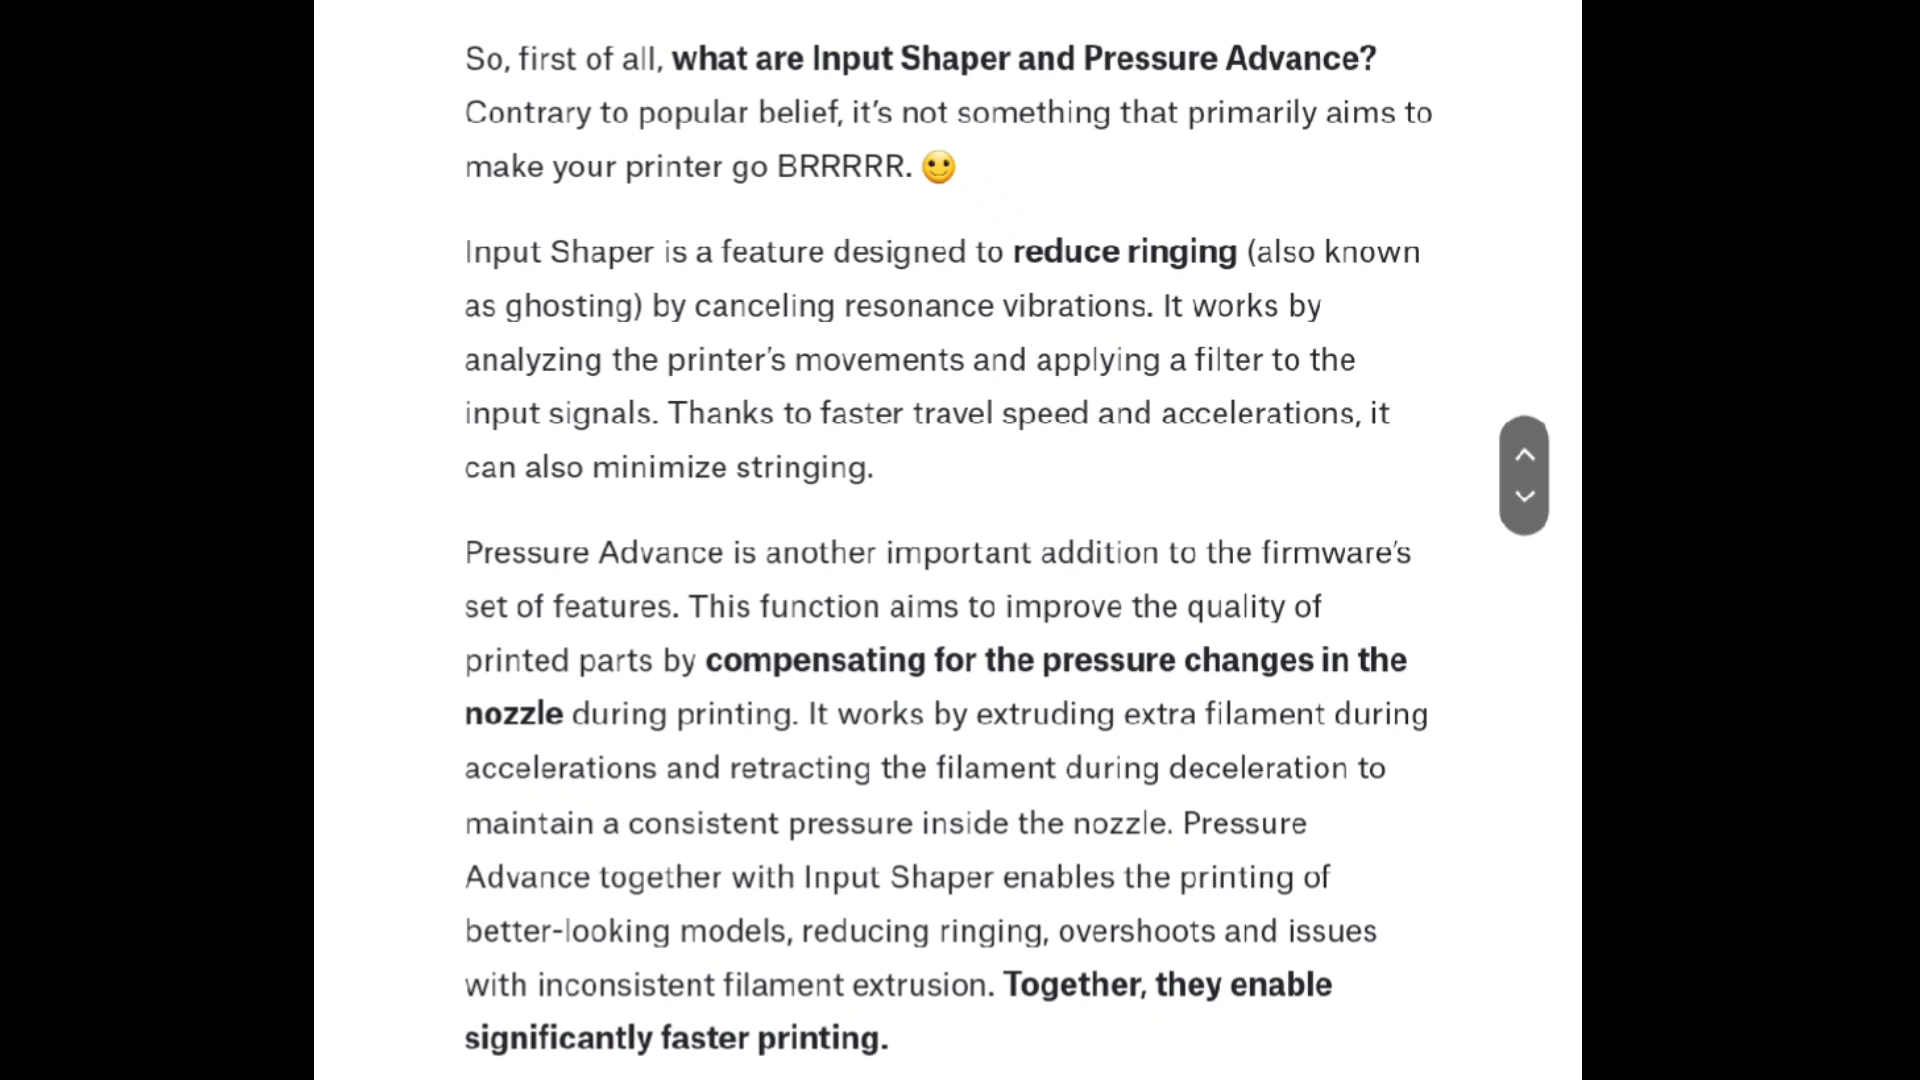 So, first of all, what are Input Shaper and Pressure Advance?
Contrary to popular belief, it’s not something that primarily aims to
make your printer go BRRRRR. 🙂
Input Shaper is a feature designed to reduce ringing (also known
as ghosting) by canceling resonance vibrations. It works by
analyzing the printer’s movements and applying a filter to the
input signals. Thanks to faster travel speed and accelerations, it
can also minimize stringing.
Pressure Advance is another important addition to the firmware’s
set of features. This function aims to improve the quality of
printed parts by compensating for the pressure changes in the
nozzle during printing. It works by extruding extra filament during
accelerations and retracting the filament during deceleration to
maintain a consistent pressure inside the nozzle. Pressure
Advance together with Input Shaper enables the printing of
better-looking models, reducing ringing, overshoots and issues
with inconsistent filament extrusion. Together, they enable
significantly faster printing.